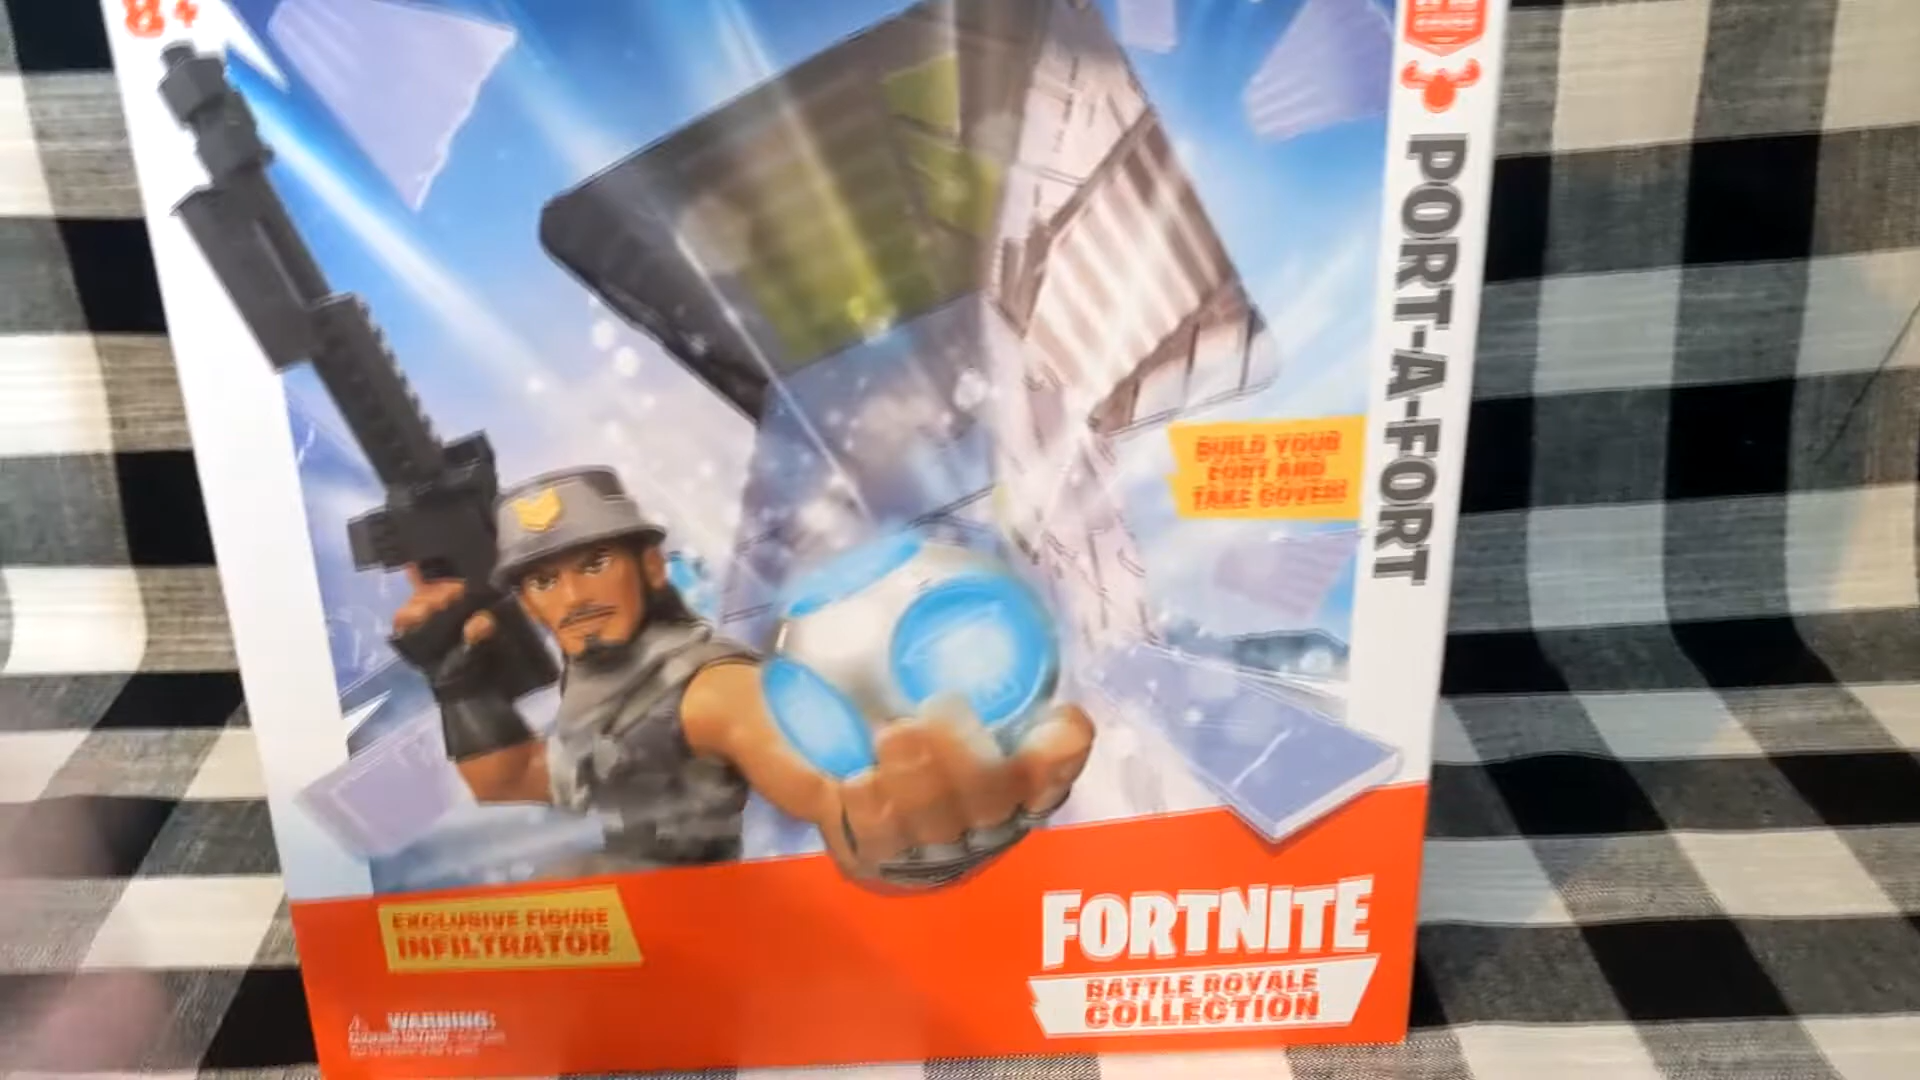 8+
PORT-A-FORT
BUILD YOUR
FORT AND
TAKE COVER!
EXCLUSIVE FIGURE
INFILTRATOR
FORTNITE
BATTLE ROYALE
COLLECTION
WARNING: